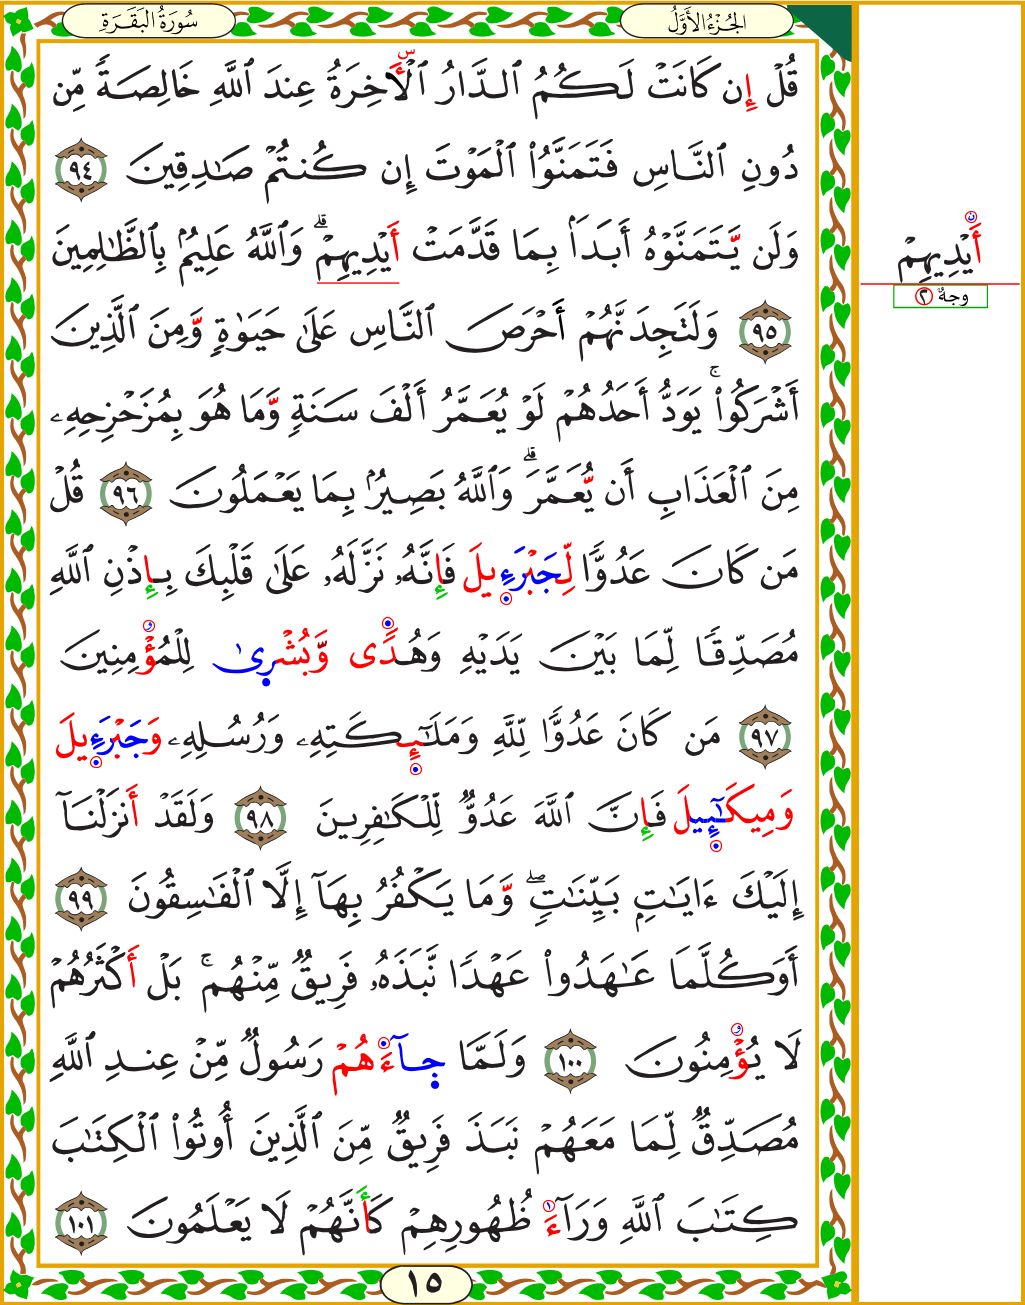 الجُزْءُ الأَوَّلُ
سُورَةُ البَقَرَةِ
قُلْ إِن كَانَتْ لَكُمُ ٱلدَّارُ ٱلْأَخِرَةُ عِندَ ٱللَّهِ خَالِصَةً مِّن
دُونِ ٱلنَّاسِ فَتَمَنَّوُا۟ ٱلْمَوْتَ إِن كُنتُمْ صَٰدِقِينَ ٩٤
وَلَن يَّتَمَنَّوْهُ أَبَدَۢا بِمَا قَدَّمَتْ أَيْدِيهِمْ ۗ وَٱللَّهُ عَلِيمُۢ بِٱلظَّٰلِمِينَ
٩٥ وَلَتَجِدَنَّهُمْ أَحْرَصَ ٱلنَّاسِ عَلَىٰ حَيَوٰةٍ وَّمِنَ ٱلَّذِينَ
أَشْرَكُوا۟ ۚ يَوَدُّ أَحَدُهُمْ لَوْ يُعَمَّرُ أَلْفَ سَنَةٍ وَّمَا هُوَ بِمُزَحْزِحِهِۦ
مِنَ ٱلْعَذَابِ أَن يُّعَمَّرَ ۗ وَٱللَّهُ بَصِيرُۢ بِمَا يَعْمَلُونَ ٩٦ قُلْ
مَن كَانَ عَدُوًّا لِّجَبْرَءِيلَ فَإِنَّهُۥ نَزَّلَهُۥ عَلَىٰ قَلْبِكَ بِإِذْنِ ٱللَّهِ
مُصَدِّقًا لِّمَا بَيْنَ يَدَيْهِ وَهُدًى وَّبُشْرِىٰ لِلْمُؤْمِنِينَ
٩٧ مَن كَانَ عَدُوًّا لِّلَّهِ وَمَلَٰٓئِكَتِهِۦ وَرُسُلِهِۦ وَجَبْرَءِيلَ
وَمِيكَٰٓئِيلَ فَإِنَّ ٱللَّهَ عَدُوٌّ لِّلْكَٰفِرِينَ ٩٨ وَلَقَدْ أَنزَلْنَآ
إِلَيْكَ ءَايَٰتٍۭ بَيِّنَٰتٍ ۖ وَّمَا يَكْفُرُ بِهَآ إِلَّا ٱلْفَٰسِقُونَ ٩٩
أَوَكُلَّمَا عَٰهَدُوا۟ عَهْدًا نَّبَذَهُۥ فَرِيقٌ مِّنْهُم ۚ بَلْ أَكْثَرُهُمْ
لَا يُؤْمِنُونَ ١٠٠ وَلَمَّا جِآءَهُمْ رَسُولٌ مِّنْ عِندِ ٱللَّهِ
مُصَدِّقٌ لِّمَا مَعَهُمْ نَبَذَ فَرِيقٌ مِّنَ ٱلَّذِينَ أُوتُوا۟ ٱلْكِتَٰبَ
كِتَٰبَ ٱللَّهِ وَرَآءَ ظُهُورِهِمْ كَأَنَّهُمْ لَا يَعْلَمُونَ ١٠١
١٥
أَيْدِيهِمْ
وجهٌ ٢